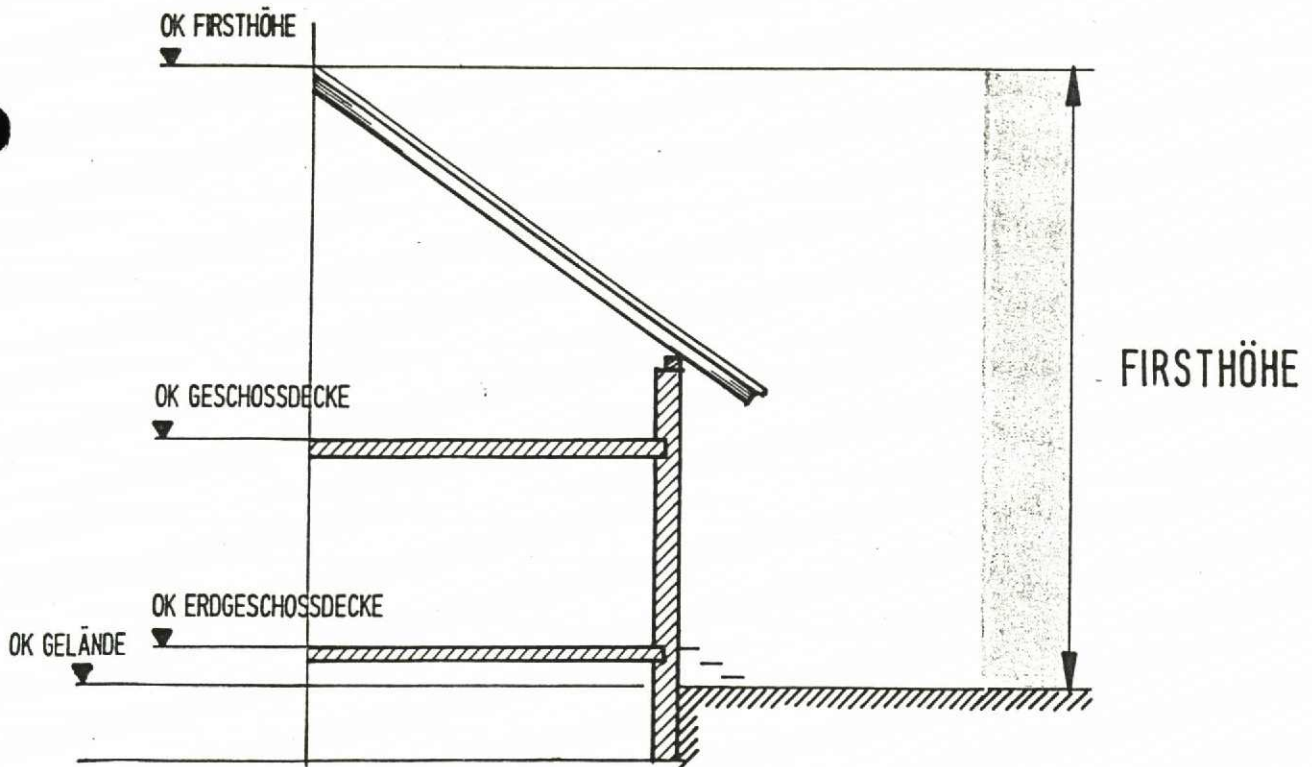 OK FIRSTHÖHE
FIRSTHÖHE
OK GESCHOSSDECKE
OK ERDGESCHOSSDECKE
OK GELÄNDE